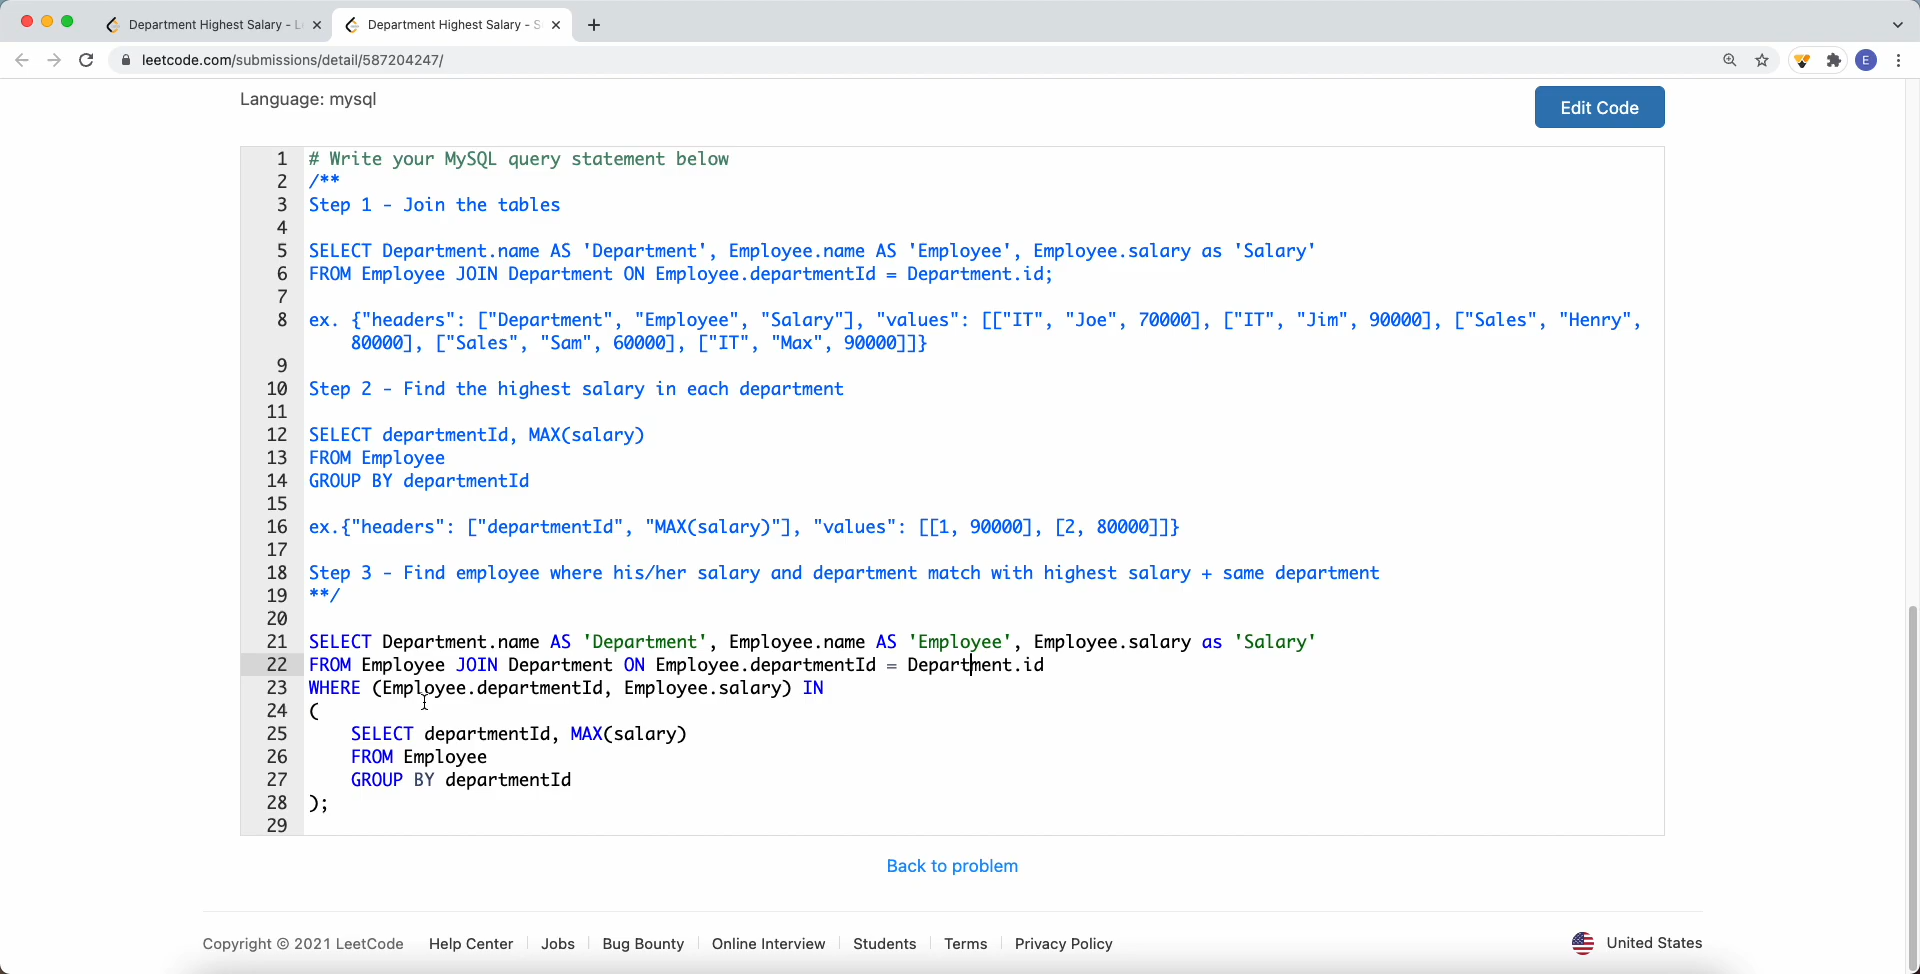 Department Highest Salary - L
Department Highest Salary - S
leetcode.com/submissions/detail/587204247/
E
Language: mysql
Edit Code
1 # Write your MySQL query statement below
2 /**
3 Step 1 - Join the tables
4
5 SELECT Department.name AS 'Department', Employee.name AS 'Employee', Employee.salary as 'Salary'
6 FROM Employee JOIN Department ON Employee.departmentId = Department.id;
7
8 ex. {"headers": ["Department", "Employee", "Salary"], "values": [["IT", "Joe", 70000], ["IT", "Jim", 90000], ["Sales", "Henry",
80000], ["Sales", "Sam", 60000], ["IT", "Max", 90000]]}
9
10 Step 2 - Find the highest salary in each department
11
12 SELECT departmentId, MAX(salary)
13 FROM Employee
14 GROUP BY departmentId
15
16 ex.{"headers": ["departmentId", "MAX(salary)"], "values": [[1, 90000], [2, 80000]]}
17
18 Step 3 - Find employee where his/her salary and department match with highest salary + same department
19 **/
20
21 SELECT Department.name AS 'Department', Employee.name AS 'Employee', Employee.salary as 'Salary'
22 FROM Employee JOIN Department ON Employee.departmentId = Department.id
23 WHERE (Employee.departmentId, Employee.salary) IN
24 (
25 SELECT departmentId, MAX(salary)
26 FROM Employee
27 GROUP BY departmentId
28 );
29
Back to problem
Copyright © 2021 LeetCode Help Center Jobs Bug Bounty Online Interview Students Terms Privacy Policy United States